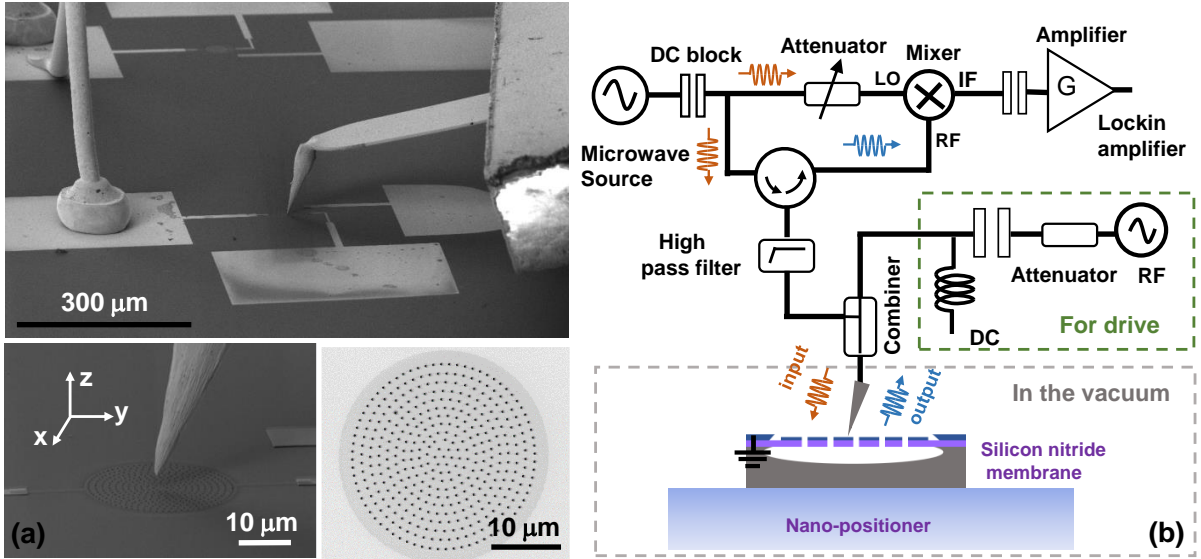 300 μm
z
y
x
(a)
10 μm
10 μm
DC block
Attenuator
Mixer
Amplifier
LO
IF
G
RF
Microwave
Source
Lockin
amplifier
High
pass filter
Combiner
Attenuator
RF
DC
For drive
input
output
In the vacuum
Silicon nitride
membrane
Nano-positioner
(b)